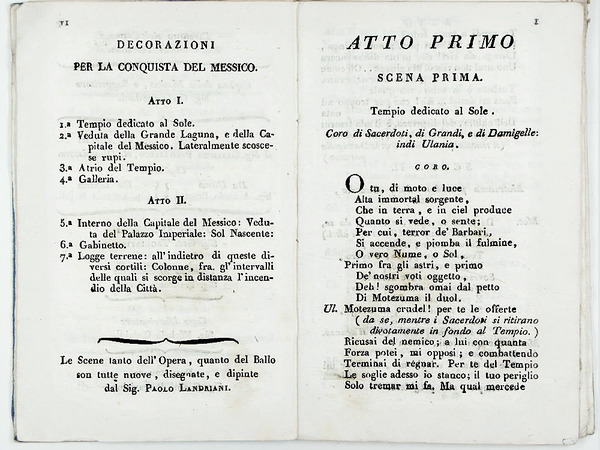 VI
DECORAZIONI
PER LA CONQUISTA DEL MESSICO.
ATTO I.
1.ª Tempio dedicato al Sole.
2.ª Veduta della Grande Laguna, e della Ca-
pitale del Messico. Lateralmente scosce-
se rupi.
3.ª Atrio del Tempio.
4.ª Galleria.
ATTO II.
5.ª Interno della Capitale del Messico: Vedu-
ta del Palazzo Imperiale: Sol Nascente:
6.ª Gabinetto.
7.ª Logge terrene: all'indietro di queste di-
versi cortili: Colonne, fra gl'intervalli
delle quali si scorge in distanza l'incen-
dio della Città.
Le Scene tanto dell'Opera, quanto del Ballo
son tutte nuove, disegnate, e dipinte
dal Sig. PAOLO LANDRIANI.
1
ATTO PRIMO
SCENA PRIMA.
Tempio dedicato al Sole.
Coro di Sacerdoti, di Grandi, e di Damigelle:
indi Ulania.
CORO.
O tu, di moto e luce
Alta immortal sorgente,
Che in terra, e in ciel produce
Quanto si vede, o sente;
Per cui, terror de' Barbari,
Si accende, e piomba il fulmine,
O vero Nume, o Sol,
Primo fra gli astri, e primo
De' nostri voti oggetto,
Deh! sgombra omai dal petto
Di Motezuma il duol.
Ul. Motezuma crudel! per te le offerte
(da se, mentre i Sacerdoti si ritirano
divotamente in fondo al Tempio.)
Ricusai del nemico; a lui con quanta
Forza potei, mi opposi; e combattendo
Terminai di regnar. Per te del Tempio
Le soglie adesso io stanco; il tuo periglio
Solo tremar mi fa. Ma qual mercede